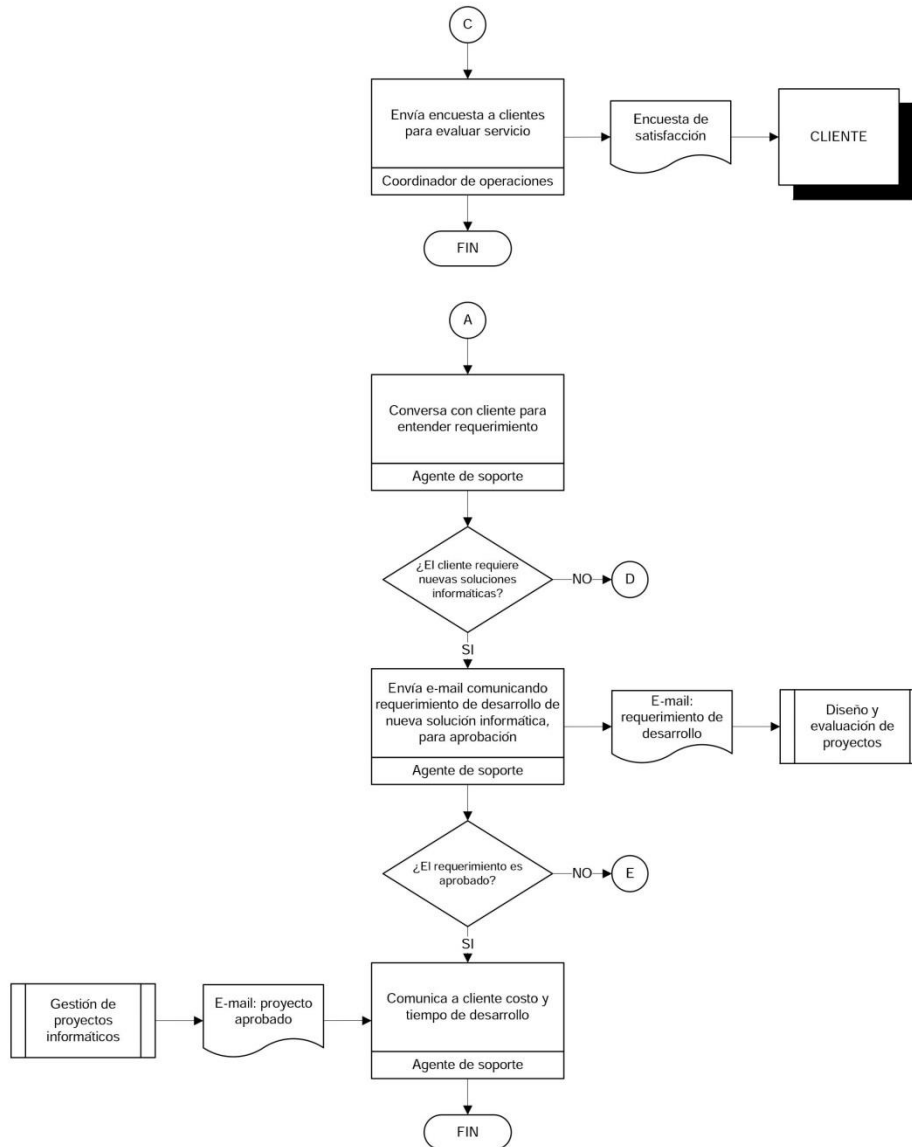 C
Envía encuesta a clientes
para evaluar servicio
Coordinador de operaciones
Encuesta de
satisfacción
CLIENTE
FIN
A
Conversa con cliente para
entender requerimiento
Agente de soporte
¿El cliente requiere
nuevas soluciones
informáticas?
NO
D
SI
Envía e-mail comunicando
requerimiento de desarrollo de
nueva solución informática,
para aprobación
Agente de soporte
E-mail:
requerimiento de
desarrollo
Diseño y
evaluación de
proyectos
¿El requerimiento es
aprobado?
NO
E
SI
Gestión de
proyectos
informáticos
E-mail: proyecto
aprobado
Comunica a cliente costo y
tiempo de desarrollo
Agente de soporte
FIN